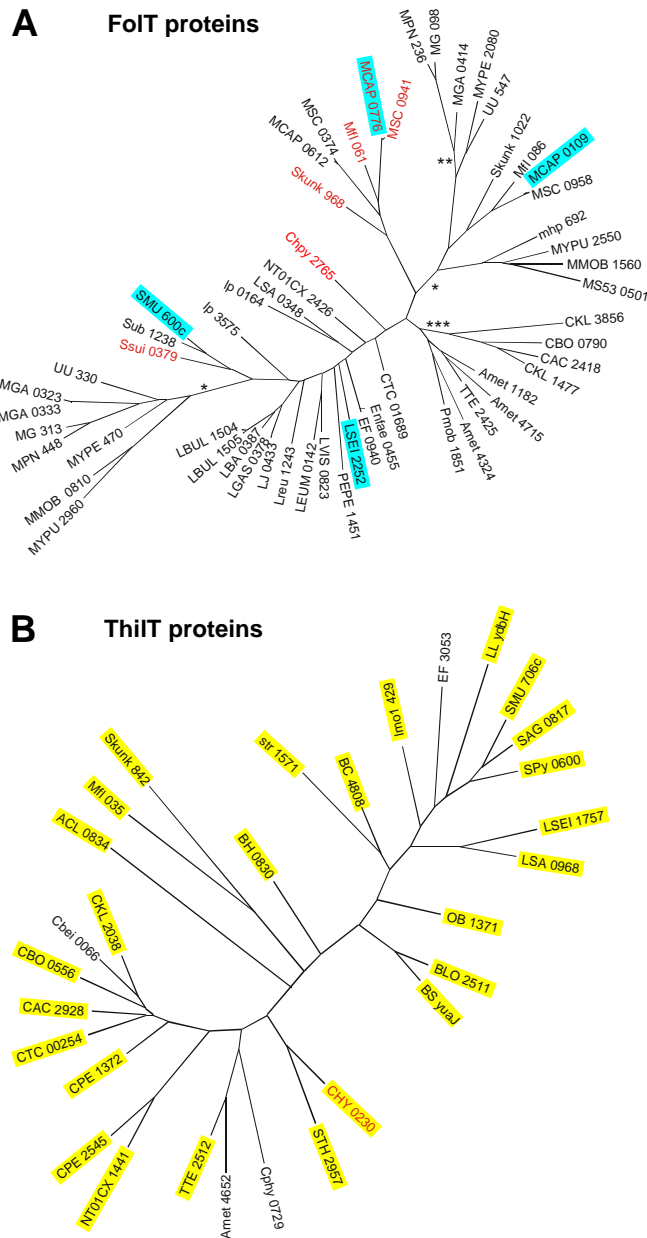 A
FolT proteins
MPN 236
MG 098
MGA 0414
MYPE 2080
UU 547
Skunk 1022
Mfl 086
MCAP 0109
MSC 0958
mhp 692
MYPU 2550
MMOB 1560
MS53 0501
MCAP 0776
MSC 0941
Mfl 061
MSC 0374
MCAP 0612
Skunk 968
Chpy 2765
NT01CX 2426
LSA 0348
lp 0164
lp 3575
SMU 600c
Sub 1238
Ssui 0379
UU 330
MGA 0323
MGA 0333
MG 313
MPN 448
MYPE 470
MMOB 0810
MYPU 2960
**
*
***
*
CKL 3856
CBO 0790
CAC 2418
CKL 1477
Amet 1182
Amet 4715
TTE 2425
Amet 4324
Pmob 1851
CTC 01689
Entae 0455
EF 0940
LSEI 2252
PEPE 1451
LVIS 0823
LEUM 0142
Lreu 1243
LJ 0433
LGAS 0378
LBA 0387
LBUL 1505
LBUL 1504
B
ThilT proteins
LL ydbH
EF 3053
SMU 706c
SAG 0817
SPy 0600
lmo1 429
LSEI 1757
LSA 0968
BC 4808
str 1571
Skunk 842
Mfl 035
ACL 0834
BH 0830
OB 1371
BLO 2511
BS yuaJ
CKL 2038
Cbei 0066
CBO 0556
CAC 2928
CTC 00254
CPE 1372
CPE 2545
NT01CX 1441
TTE 2512
Amet 4652
Cphy 0729
STH 2957
CHY 0230